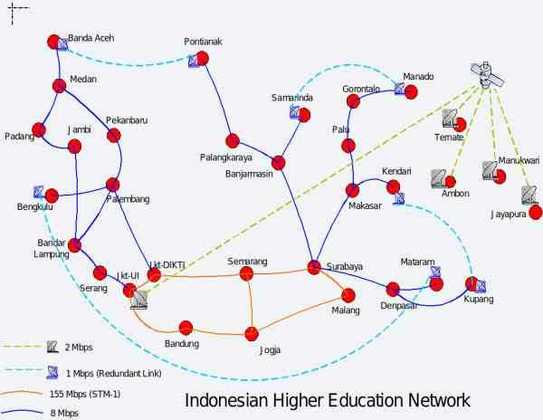 Banda Aceh
Pontianak
Medan
Manado
Gorontalo
Samarinda
Pekanbaru
Jambi
Padang
Ternate
Palu
Palangkaraya
Banjarmasin
Manukwari
Kendari
Ambon
Palembang
Bengkulu
Makasar
Jayapura
Bandar
Lampung
Jkt-DIKTI
Semarang
Surabaya
Mataram
Serang
Jkt-UI
Denpasar
Kupang
Malang
Bandung
Jogja
2 Mbps
1 Mbps (Redundant Link)
155 Mbps (STM-1)
8 Mbps
Indonesian Higher Education Network